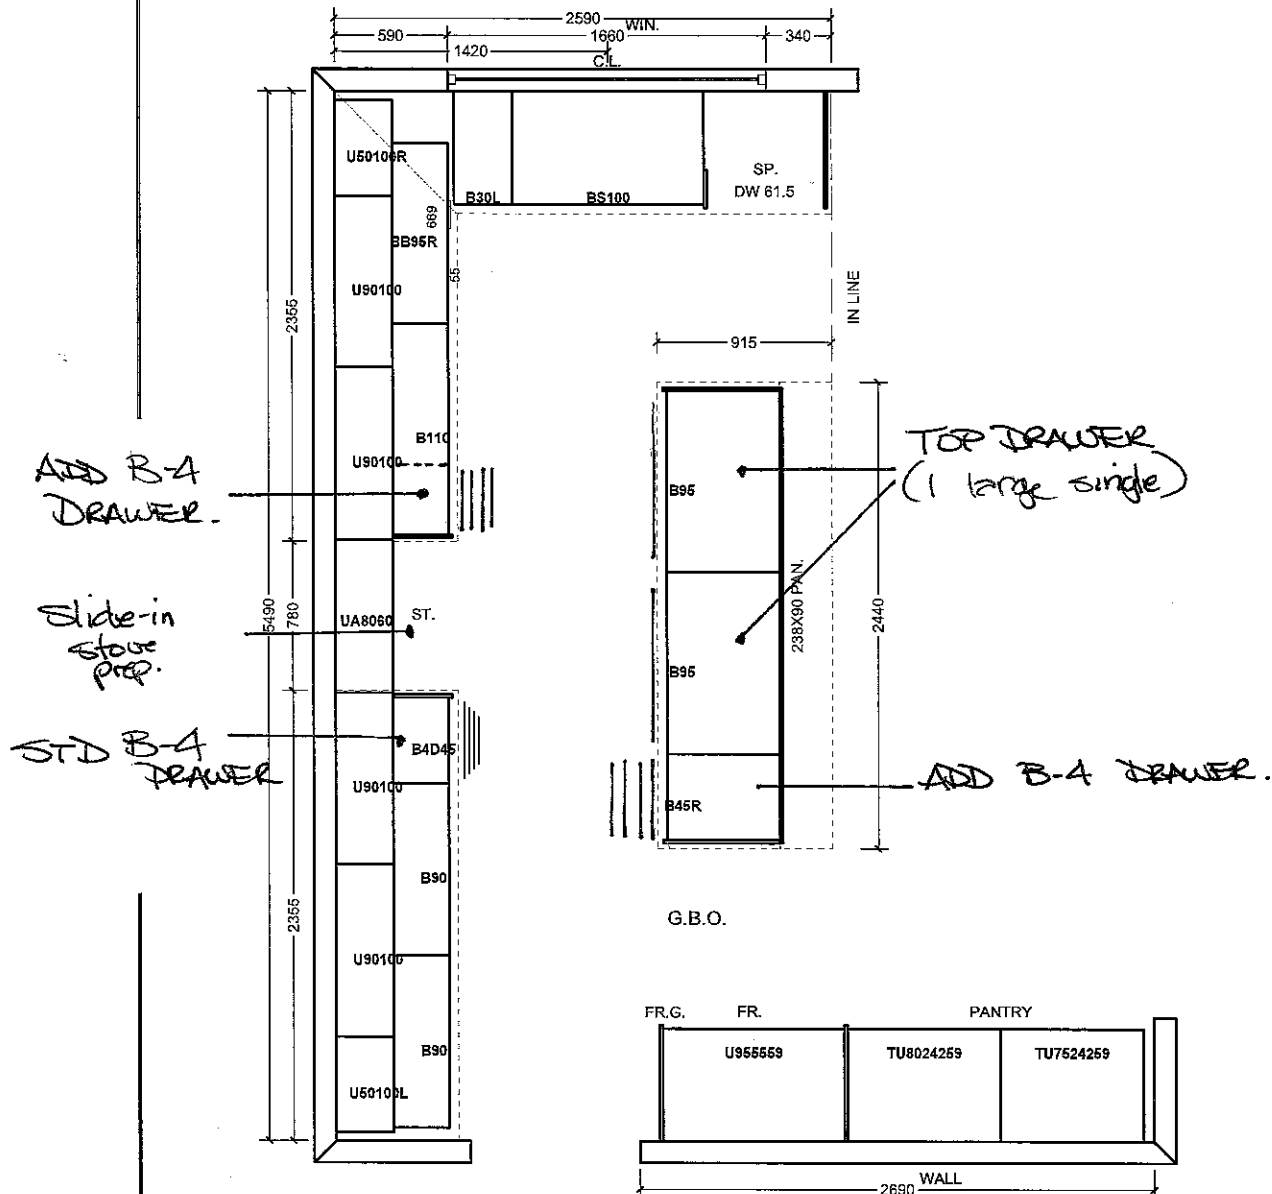 2590
WIN.
590
1660
340
1420
C.L.
U50100R
B30L
BS100
SP.
DW 61.5
669
BB95R
55
U90100
2355
IN LINE
915
B110
U90100
ADD B-4
DRAWER.
TOP DRAWER
(1 large single)
B95
5490
780
Slide-in
stove
prep.
UA8060
ST.
238X90 PAN.
2440
B95
STD B-4
DRAWER
B4D45
U90100
ADD B-4 DRAWER.
B45R
B90
2355
G.B.O.
U90100
FR.G.
FR.
PANTRY
B90
U955559
TU8024259
TU7524259
U50100L
WALL
2690